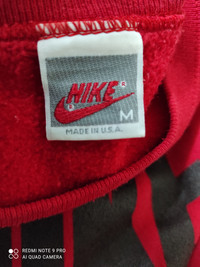 NIKE
M
MADE IN U.S.A.
REDMI NOTE 9 PRO
AI QUAD CAMERA